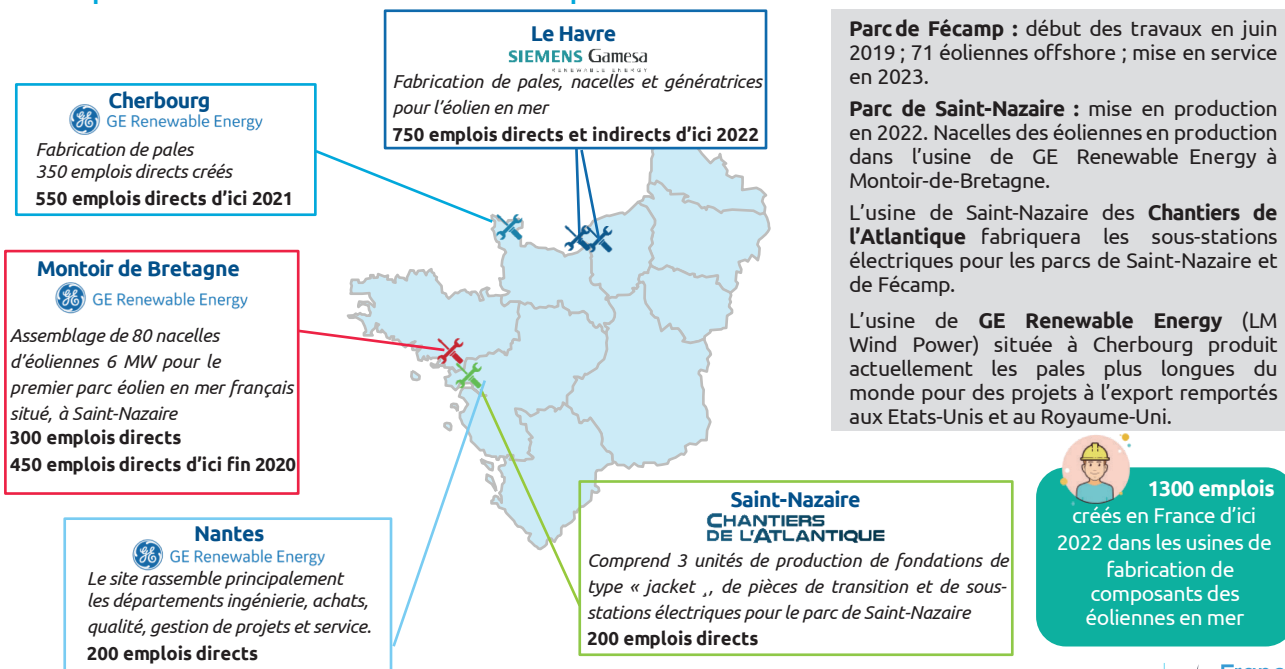 Le Havre
SIEMENS Gamesa
RENEWABLE ENERGY
Fabrication de pales, nacelles et génératrices
pour l'éolien en mer
750 emplois directs et indirects d'ici 2022
Cherbourg
GE Renewable Energy
Fabrication de pales
350 emplois directs créés
550 emplois directs d'ici 2021
Montoir de Bretagne
GE Renewable Energy
Assemblage de 80 nacelles
d'éoliennes 6 MW pour le
premier parc éolien en mer français
situé, à Saint-Nazaire
300 emplois directs
450 emplois directs d'ici fin 2020
Nantes
GE Renewable Energy
Le site rassemble principalement
les départements ingénierie, achats,
qualité, gestion de projets et service.
200 emplois directs
Saint-Nazaire
CHANTIERS
DE L'ATLANTIQUE
Comprend 3 unités de production de fondations de
type « jacket ,, de pièces de transition et de sous-
stations électriques pour le parc de Saint-Nazaire
200 emplois directs
Parc de Fécamp : début des travaux en juin
2019 ; 71 éoliennes offshore ; mise en service
en 2023.
Parc de Saint-Nazaire : mise en production
en 2022. Nacelles des éoliennes en production
dans l'usine de GE Renewable Energy à
Montoir-de-Bretagne.
L'usine de Saint-Nazaire des Chantiers de
l'Atlantique fabriquera les sous-stations
électriques pour les parcs de Saint-Nazaire et
de Fécamp.
L'usine de GE Renewable Energy (LM
Wind Power) située à Cherbourg produit
actuellement les pales plus longues du
monde pour des projets à l'export remportés
aux Etats-Unis et au Royaume-Uni.
1300 emplois
créés en France d'ici
2022 dans les usines de
fabrication de
composants des
éoliennes en mer